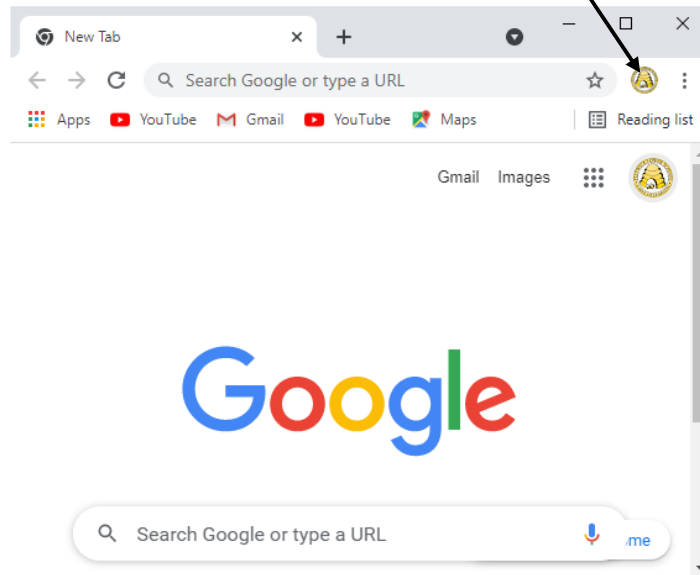 New Tab
Search Google or type a URL
Apps YouTube Gmail YouTube Maps Reading list
Gmail Images
Google
Search Google or type a URL
me